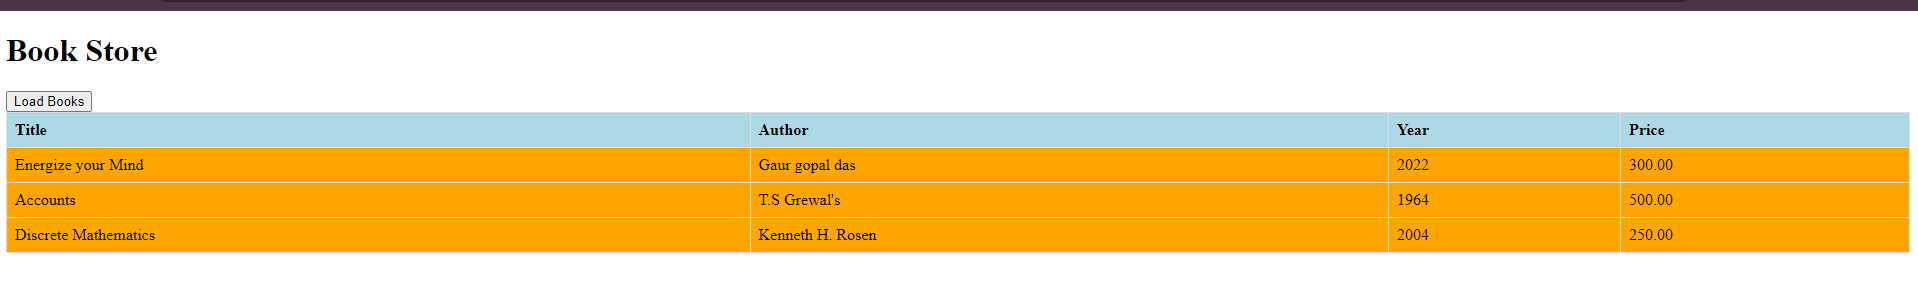 Book Store
Load Books
Title Author Year Price
Energize your Mind Gaur gopal das 2022 300.00
Accounts T.S Grewal's 1964 500.00
Discrete Mathematics Kenneth H. Rosen 2004 250.00